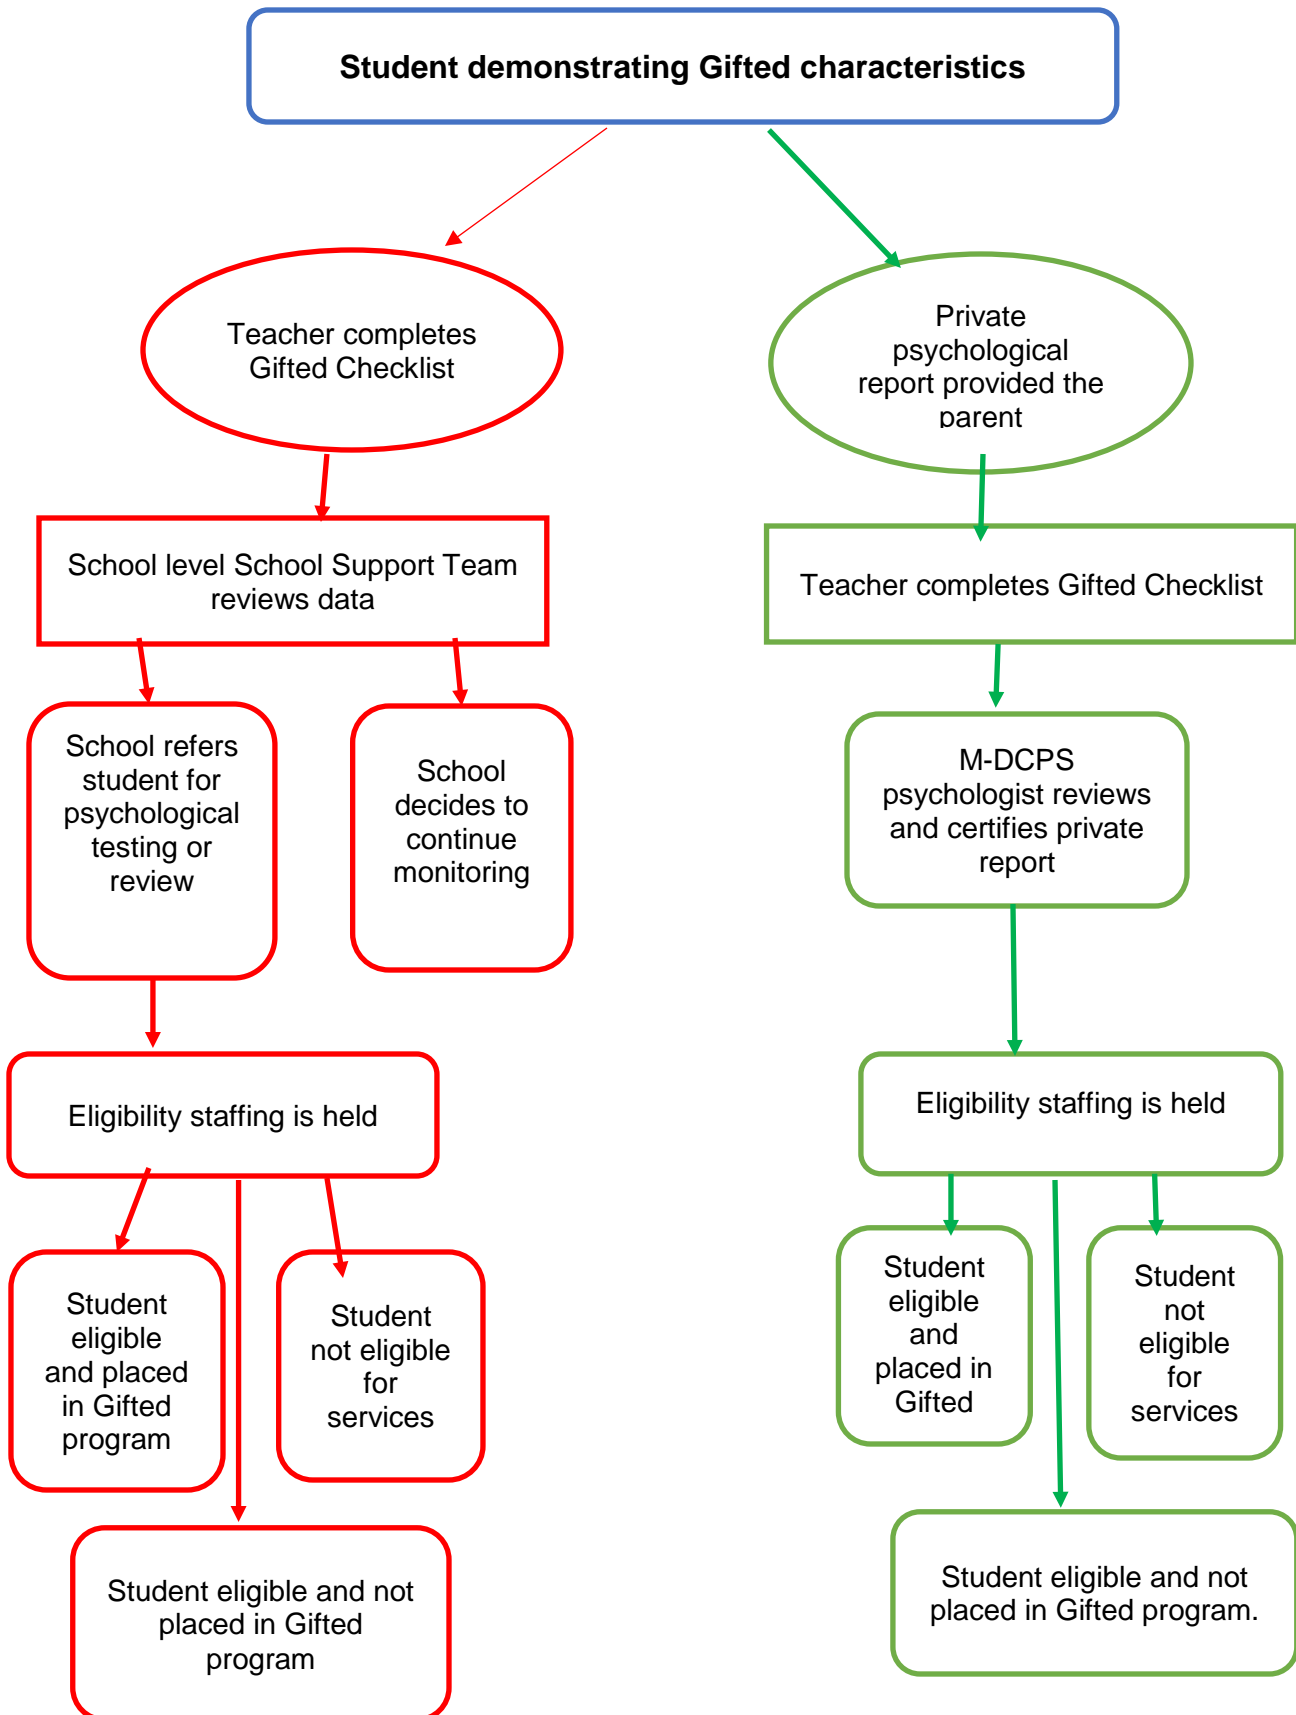 Student demonstrating Gifted characteristics
Teacher completes
Gifted Checklist
Private
psychological
report provided the
parent
School level School Support Team
reviews data
Teacher completes Gifted Checklist
School refers
student for
psychological
testing or
review
School
decides to
continue
monitoring
M-DCPS
psychologist reviews
and certifies private
report
Eligibility staffing is held
Eligibility staffing is held
Student
eligible
and placed
in Gifted
program
Student
not eligible
for
services
Student
eligible
and
placed in
Gifted
Student
not
eligible
for
services
Student eligible and not
placed in Gifted
program
Student eligible and not
placed in Gifted program.